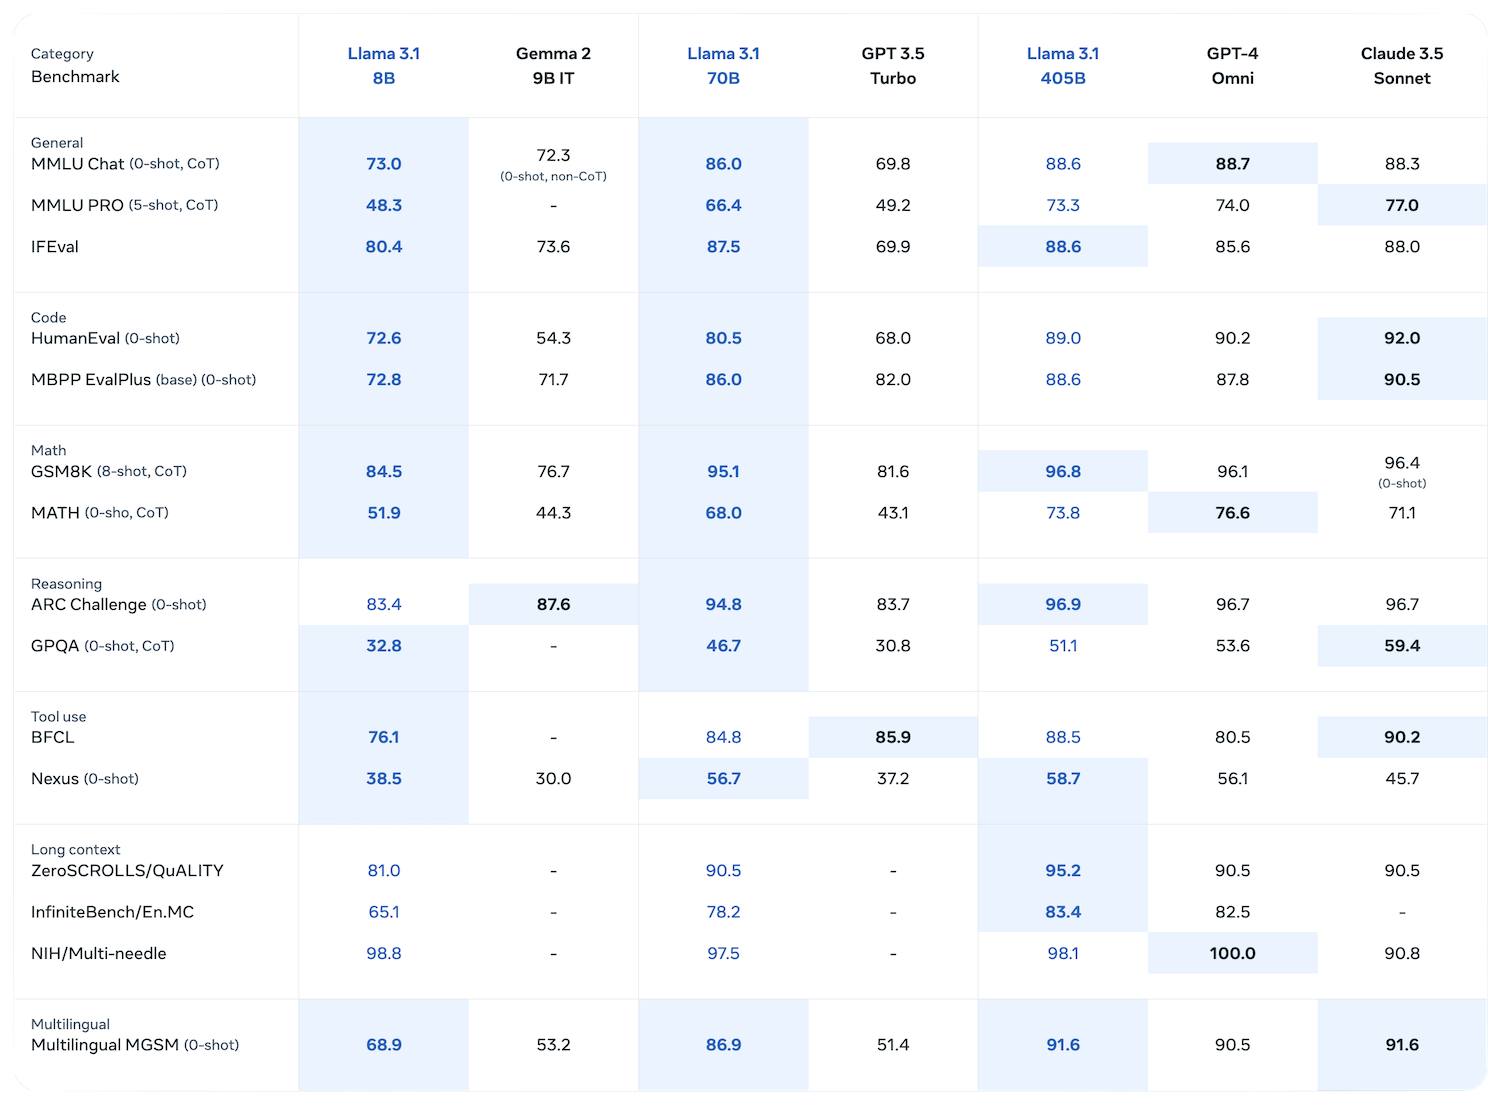 Category
Benchmark
Llama 3.1
8B
Gemma 2
9B IT
Llama 3.1
70B
GPT 3.5
Turbo
Llama 3.1
405B
GPT-4
Omni
Claude 3.5
Sonnet
General
MMLU Chat (0-shot, CoT) 73.0 72.3 86.0 69.8 88.6 88.7 88.3
(0-shot, non-CoT)
MMLU PRO (5-shot, CoT) 48.3 - 66.4 49.2 73.3 74.0 77.0
IFEval 80.4 73.6 87.5 69.9 88.6 85.6 88.0
Code
HumanEval (0-shot) 72.6 54.3 80.5 68.0 89.0 90.2 92.0
MBPP EvalPlus (base) (0-shot) 72.8 71.7 86.0 82.0 88.6 87.8 90.5
Math
GSM8K (8-shot, CoT) 84.5 76.7 95.1 81.6 96.8 96.1 96.4
(0-shot)
MATH (0-sho, CoT) 51.9 44.3 68.0 43.1 73.8 76.6 71.1
Reasoning
ARC Challenge (0-shot) 83.4 87.6 94.8 83.7 96.9 96.7 96.7
GPQA (0-shot, CoT) 32.8 - 46.7 30.8 51.1 53.6 59.4
Tool use
BFCL 76.1 - 84.8 85.9 88.5 80.5 90.2
Nexus (0-shot) 38.5 30.0 56.7 37.2 58.7 56.1 45.7
Long context
ZeroSCROLLS/QuALITY 81.0 - 90.5 - 95.2 90.5 90.5
InfiniteBench/En.MC 65.1 - 78.2 - 83.4 82.5 -
NIH/Multi-needle 98.8 - 97.5 - 98.1 100.0 90.8
Multilingual
Multilingual MGSM (0-shot) 68.9 53.2 86.9 51.4 91.6 90.5 91.6